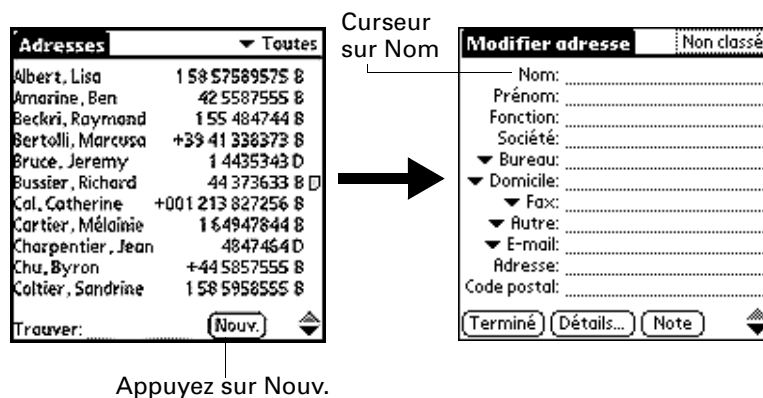 Curseur
sur Nom
Adresses Toutes
Albert, Lisa 1 58 57589575 B
Amarine, Ben 42 5587555 B
Beckri, Raymond 1 55 484744 B
Bertolli, Marcusa +39 41 338373 B
Bruce, Jeremy 1 4435343 D
Bussier, Richard 44 373633 B
Cal, Catherine +001 213 827256 B
Cartier, Mélainie 1 64947844 B
Charpentier, Jean 4847464 D
Chu, Byron +44 5857555 B
Coltier, Sandrine 1 58 5958555 B
Trouver: Nouv.
Appuyez sur Nouv.
Modifier adresse Non classé
Nom:
Prénom:
Fonction:
Société:
Bureau:
Domicile:
Fax:
Autre:
E-mail:
Adresse:
Code postal:
Terminé Détails... Note